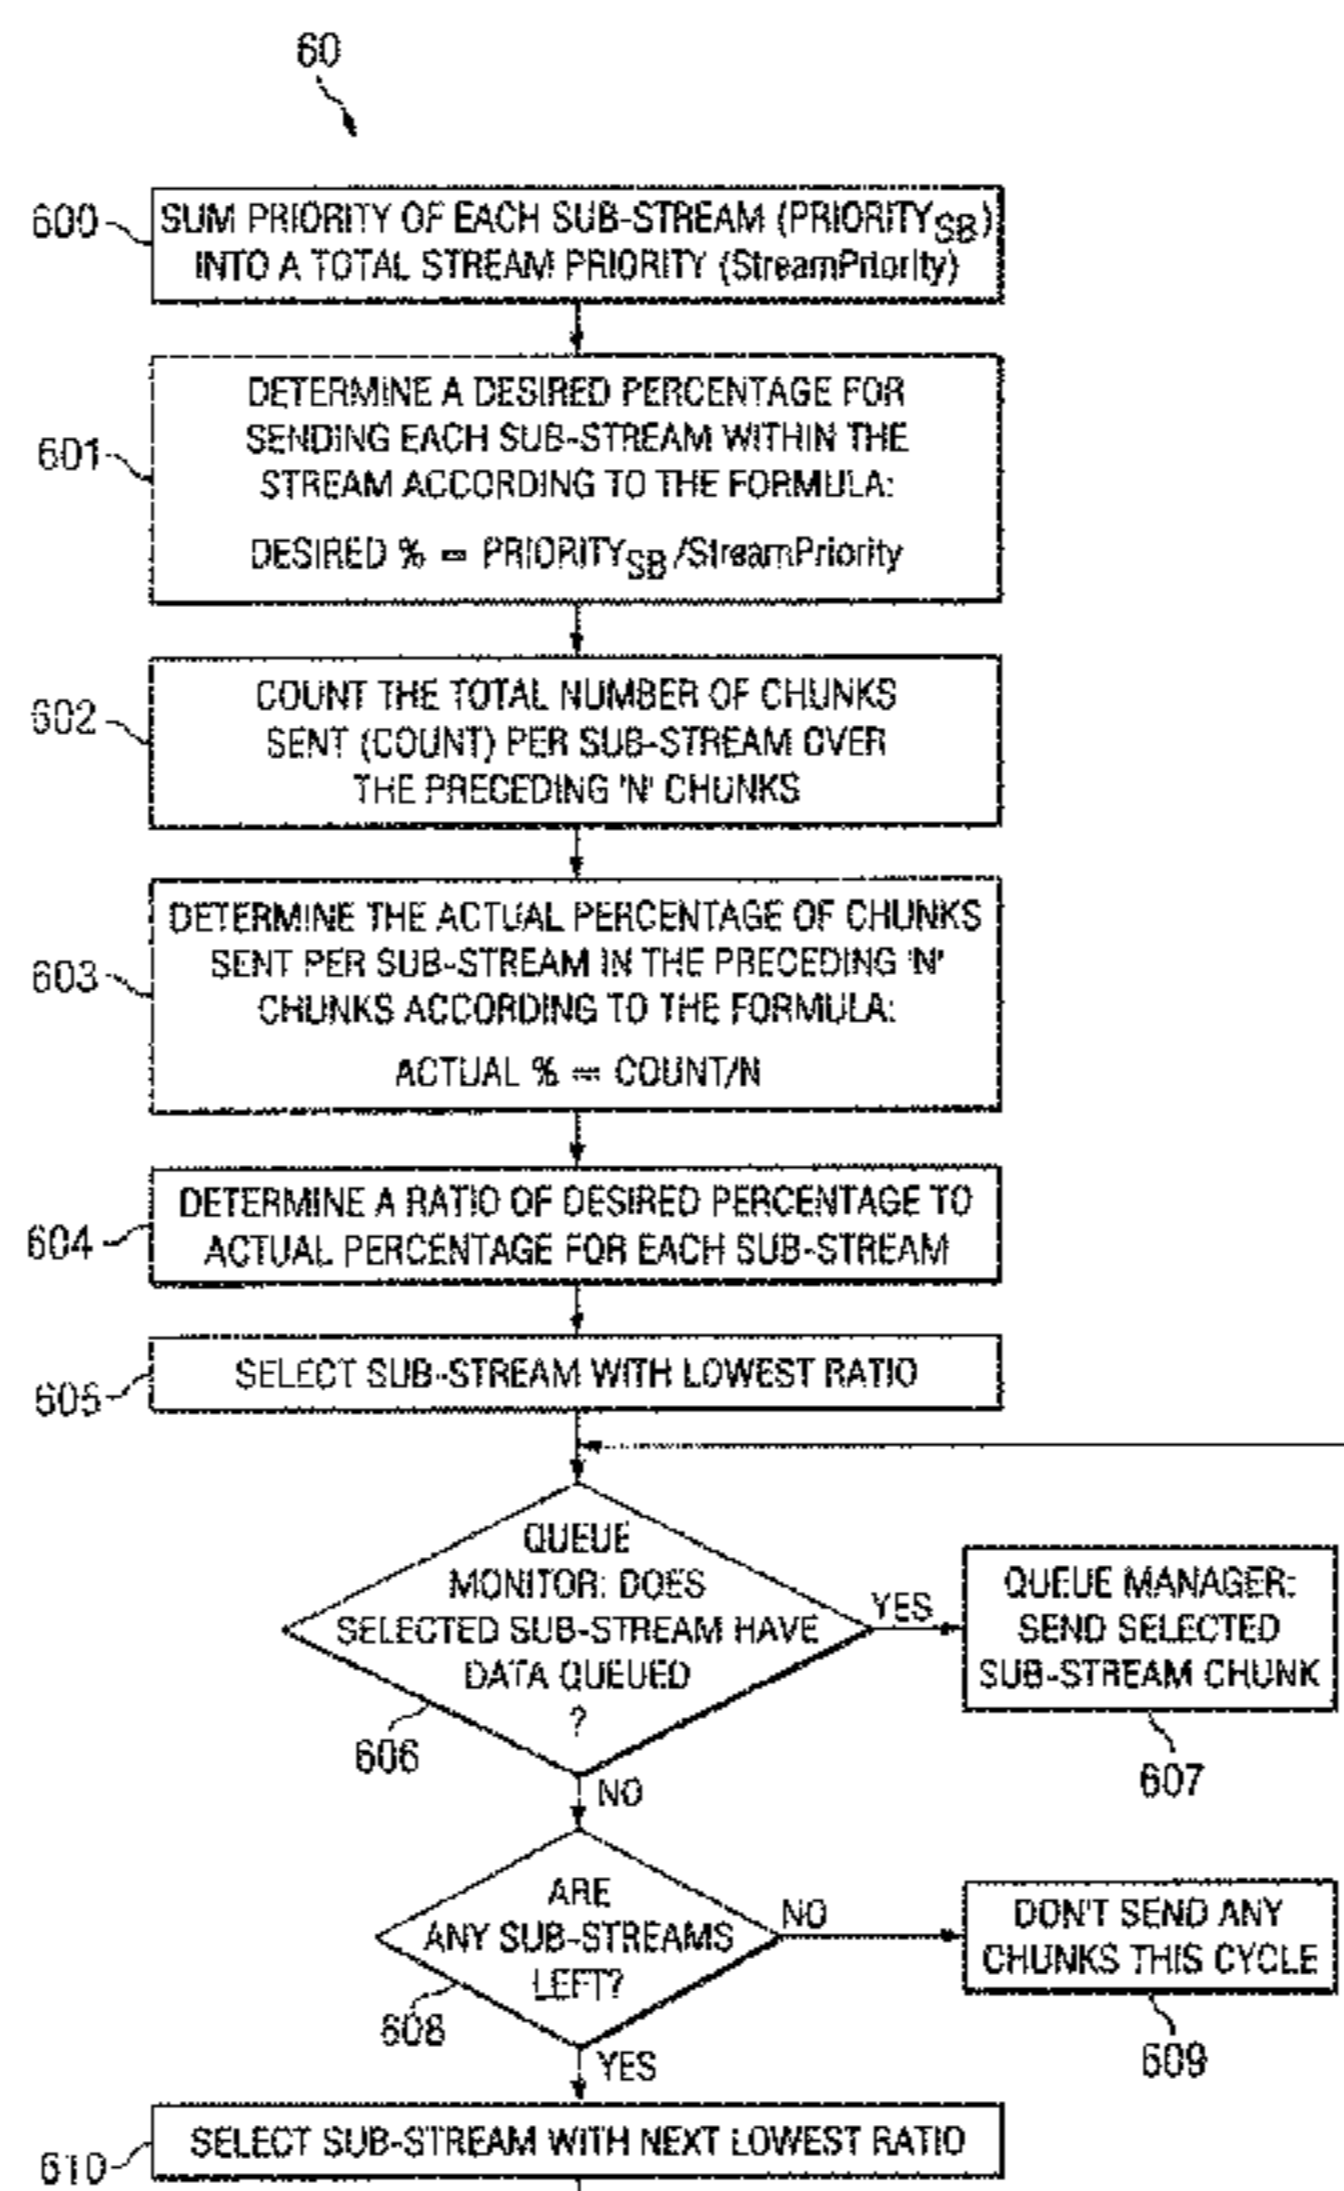 60
600
SUM PRIORITY OF EACH SUB-STREAM (PRIORITYSB)
INTO A TOTAL STREAM PRIORITY (StreamPriority)
601
DETERMINE A DESIRED PERCENTAGE FOR
SENDING EACH SUB-STREAM WITHIN THE
STREAM ACCORDING TO THE FORMULA:
DESIRED % = PRIORITYSB/StreamPriority
602
COUNT THE TOTAL NUMBER OF CHUNKS
SENT (COUNT) PER SUB-STREAM OVER
THE PRECEDING 'N' CHUNKS
603
DETERMINE THE ACTUAL PERCENTAGE OF CHUNKS
SENT PER SUB-STREAM IN THE PRECEDING 'N'
CHUNKS ACCORDING TO THE FORMULA:
ACTUAL % = COUNT/N
604
DETERMINE A RATIO OF DESIRED PERCENTAGE TO
ACTUAL PERCENTAGE FOR EACH SUB-STREAM
605
SELECT SUB-STREAM WITH LOWEST RATIO
QUEUE
MONITOR: DOES
SELECTED SUB-STREAM HAVE
DATA QUEUED
?
606
YES
QUEUE MANAGER:
SEND SELECTED
SUB-STREAM CHUNK
607
NO
ARE
ANY SUB-STREAMS
LEFT?
608
NO
DON'T SEND ANY
CHUNKS THIS CYCLE
609
YES
610
SELECT SUB-STREAM WITH NEXT LOWEST RATIO